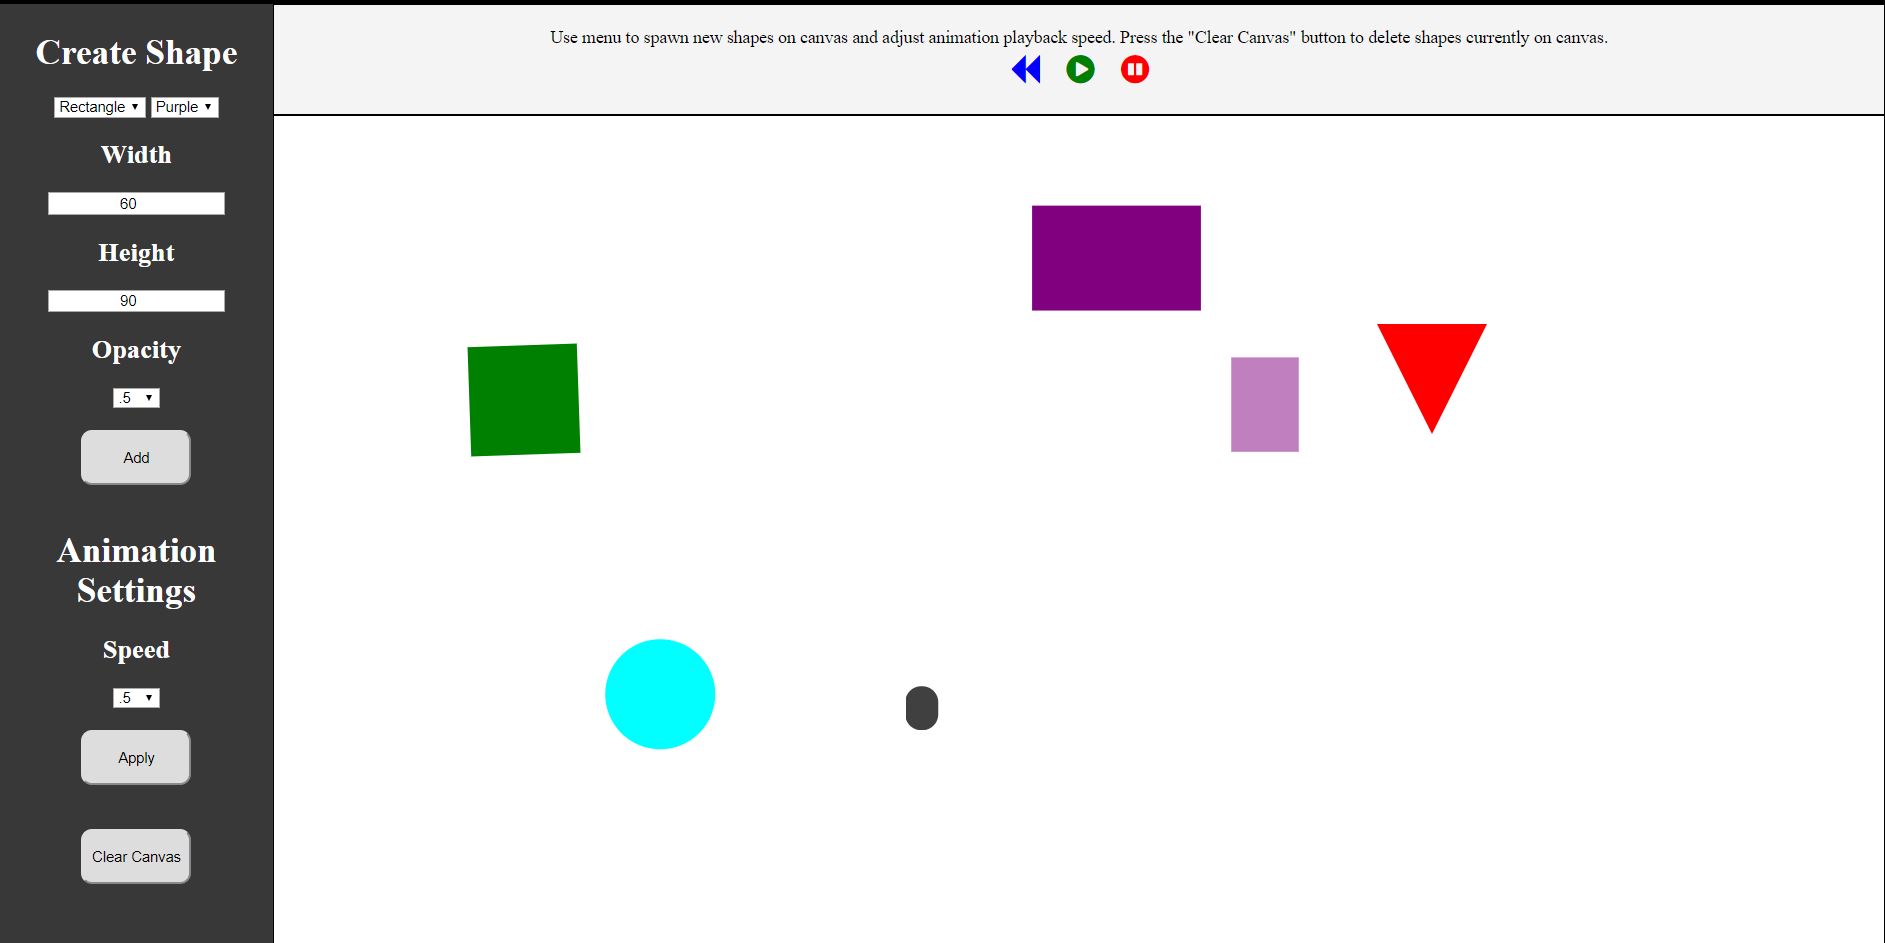 Create Shape
Rectangle Purple
Width
60
Height
90
Opacity
.5
Add
Animation
Settings
Speed
.5
Apply
Clear Canvas
Use menu to spawn new shapes on canvas and adjust animation playback speed. Press the "Clear Canvas" button to delete shapes currently on canvas.